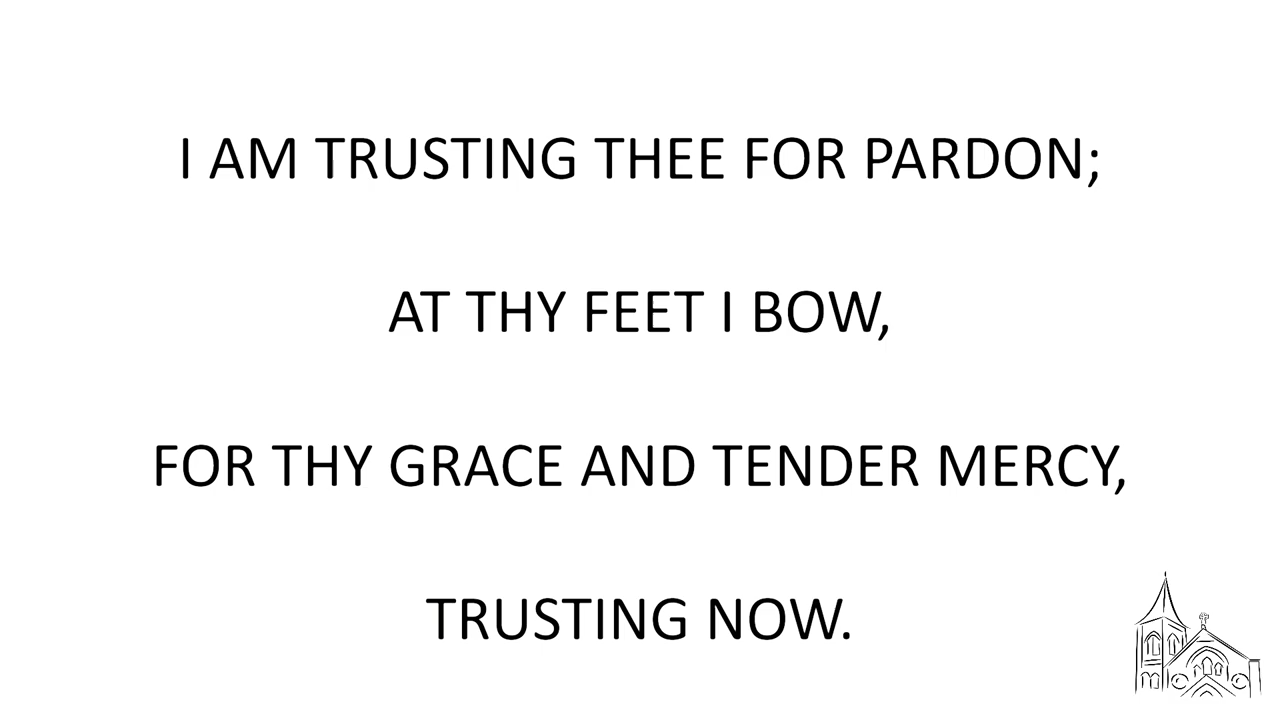 I AM TRUSTING THEE FOR PARDON;
AT THY FEET I BOW,
FOR THY GRACE AND TENDER MERCY,
TRUSTING NOW.